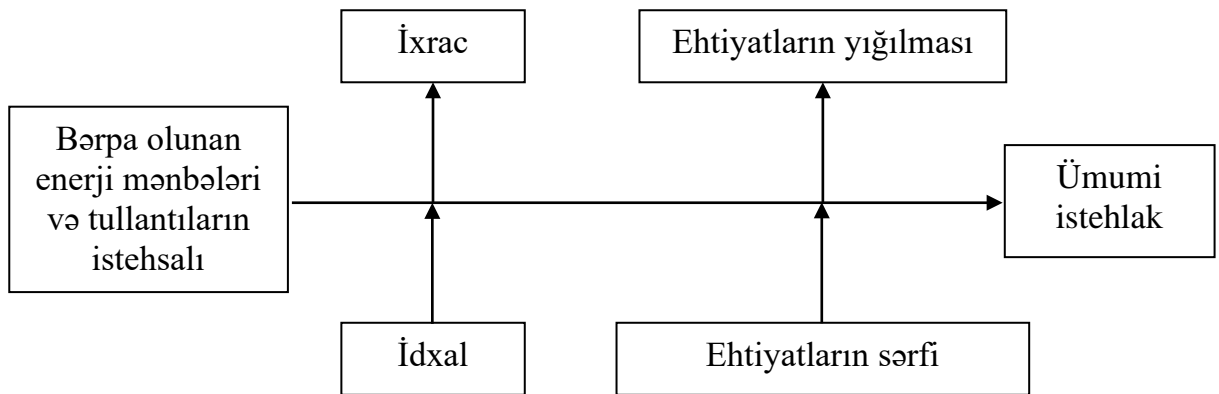 İxrac
Ehtiyatların yığılması
Bərpa olunan
enerji mənbələri
və tullantıların
istehsalı
Ümumi
istehlak
İdxal
Ehtiyatların sərfi